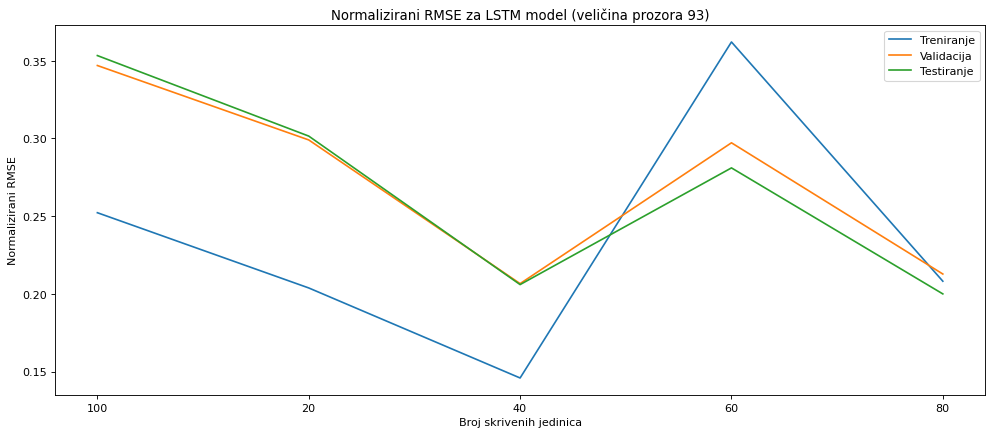 Normalizirani RMSE za LSTM model (veličina prozora 93)
Treniranje
Validacija
Testiranje
Normalizirani RMSE
0.35
0.30
0.25
0.20
0.15
100 20 40 60 80
Broj skrivenih jedinica